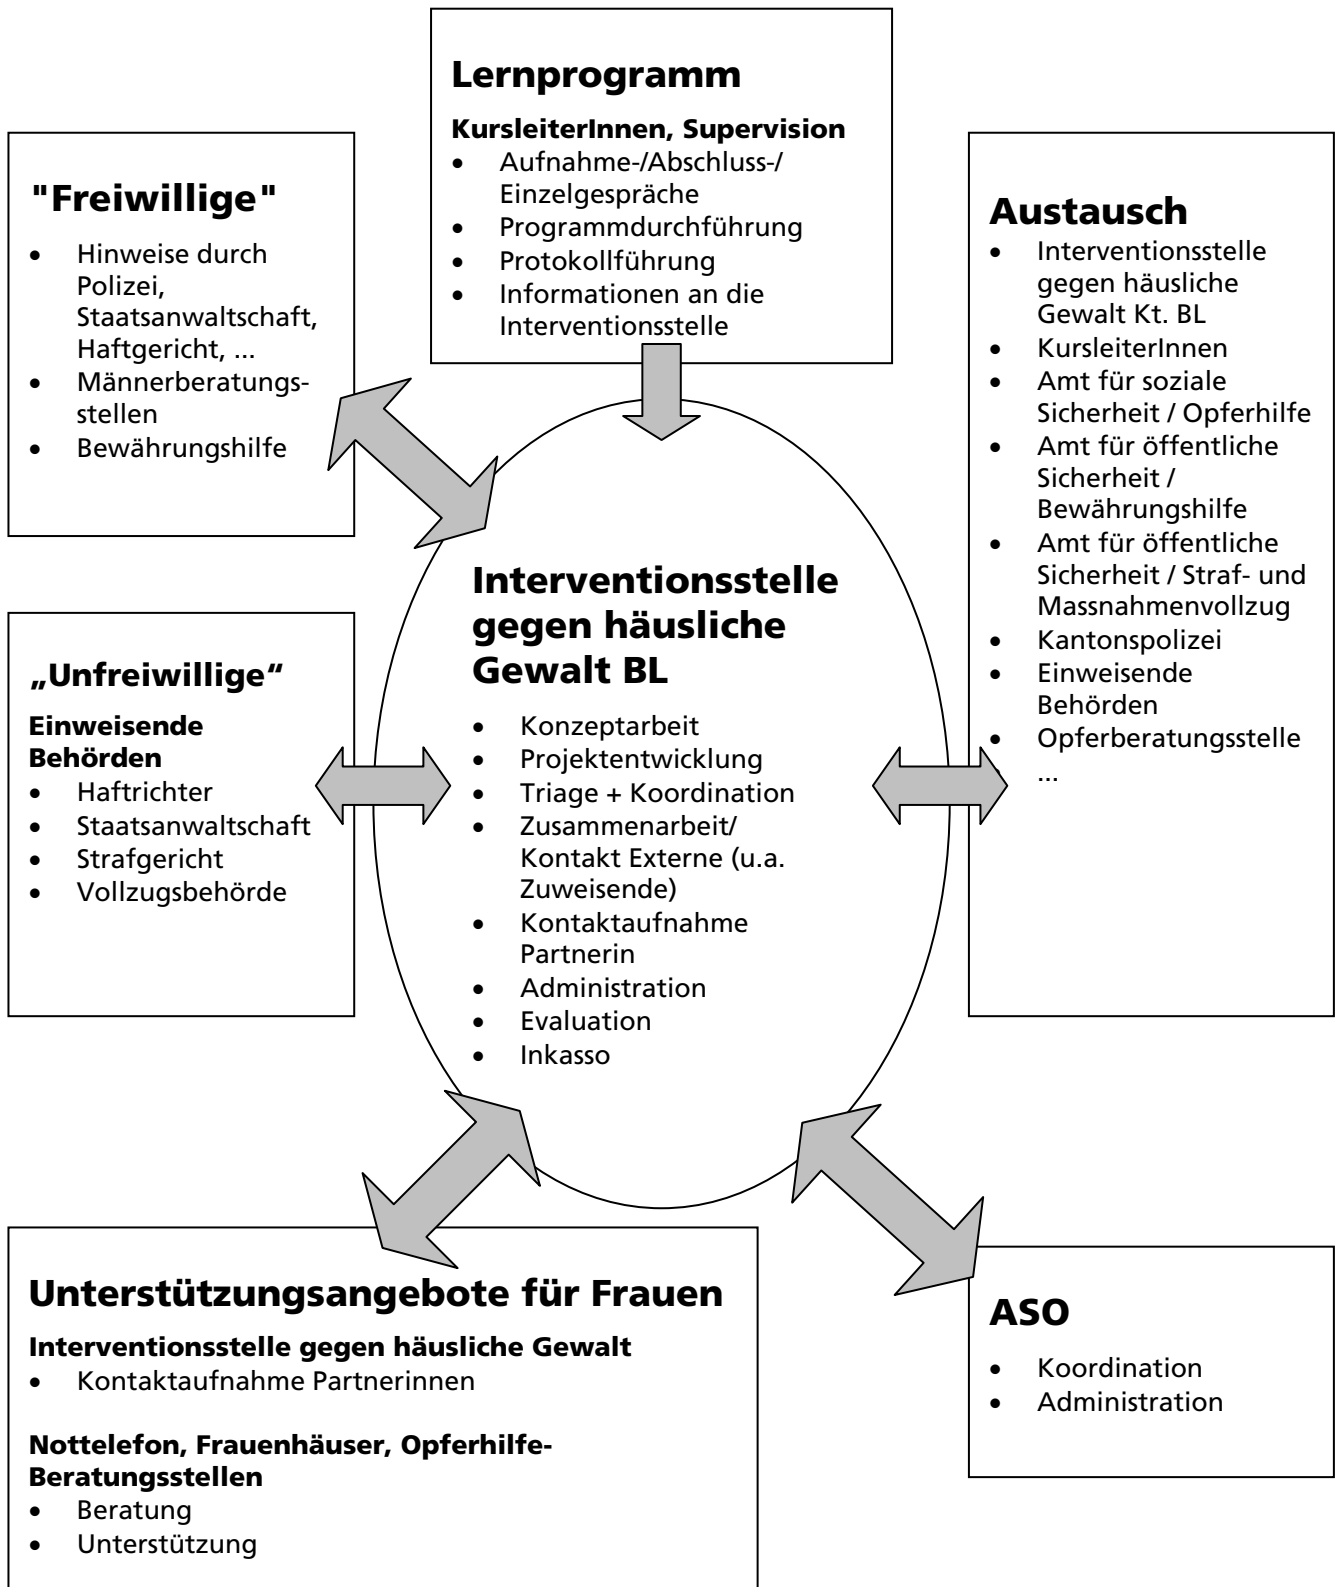 Lernprogramm
KursleiterInnen, Supervision
• Aufnahme-/Abschluss-/
Einzelgespräche
• Programmdurchführung
• Protokollführung
• Informationen an die
Interventionsstelle
"Freiwillige"
• Hinweise durch
Polizei,
Staatsanwaltschaft,
Haftgericht, ...
• Männerberatungs-
stellen
• Bewährungshilfe
Austausch
• Interventionsstelle
gegen häusliche
Gewalt Kt. BL
• KursleiterInnen
• Amt für soziale
Sicherheit / Opferhilfe
• Amt für öffentliche
Sicherheit /
Bewährungshilfe
• Amt für öffentliche
Sicherheit / Straf- und
Massnahmenvollzug
• Kantonspolizei
• Einweisende
Behörden
• Opferberatungsstelle
• ...
Interventionsstelle
gegen häusliche
Gewalt BL
• Konzeptarbeit
• Projektentwicklung
• Triage + Koordination
• Zusammenarbeit/
Kontakt Externe (u.a.
Zuweisende)
• Kontaktaufnahme
Partnerin
• Administration
• Evaluation
• Inkasso
„Unfreiwillige“
Einweisende
Behörden
• Haftrichter
• Staatsanwaltschaft
• Strafgericht
• Vollzugsbehörde
Unterstützungsangebote für Frauen
Interventionsstelle gegen häusliche Gewalt
• Kontaktaufnahme Partnerinnen
Nottelefon, Frauenhäuser, Opferhilfe-
Beratungsstellen
• Beratung
• Unterstützung
ASO
• Koordination
• Administration